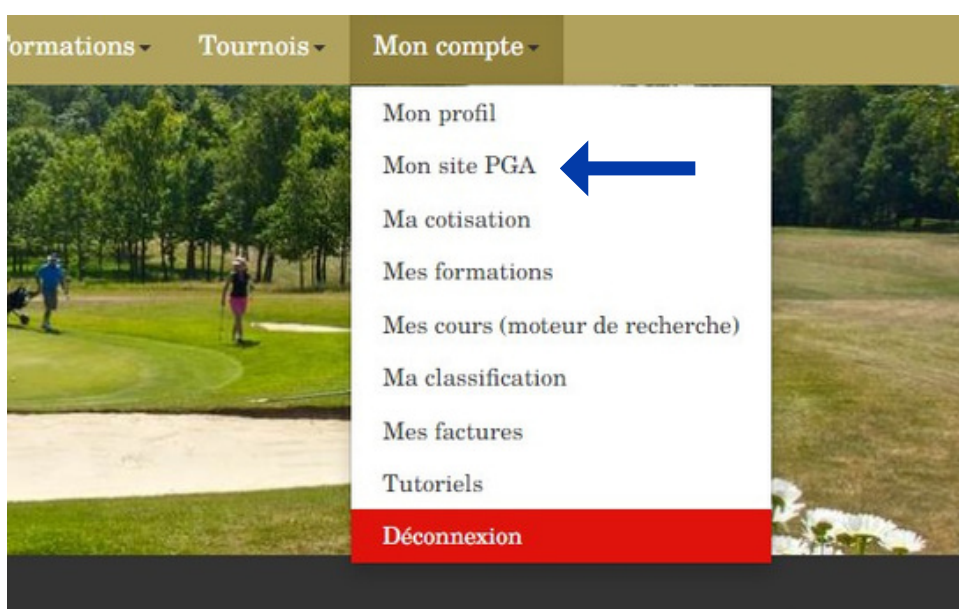 ormations Tournois Mon compte
Mon profil
Mon site PGA
Ma cotisation
Mes formations
Mes cours (moteur de recherche)
Ma classification
Mes factures
Tutoriels
Déconnexion